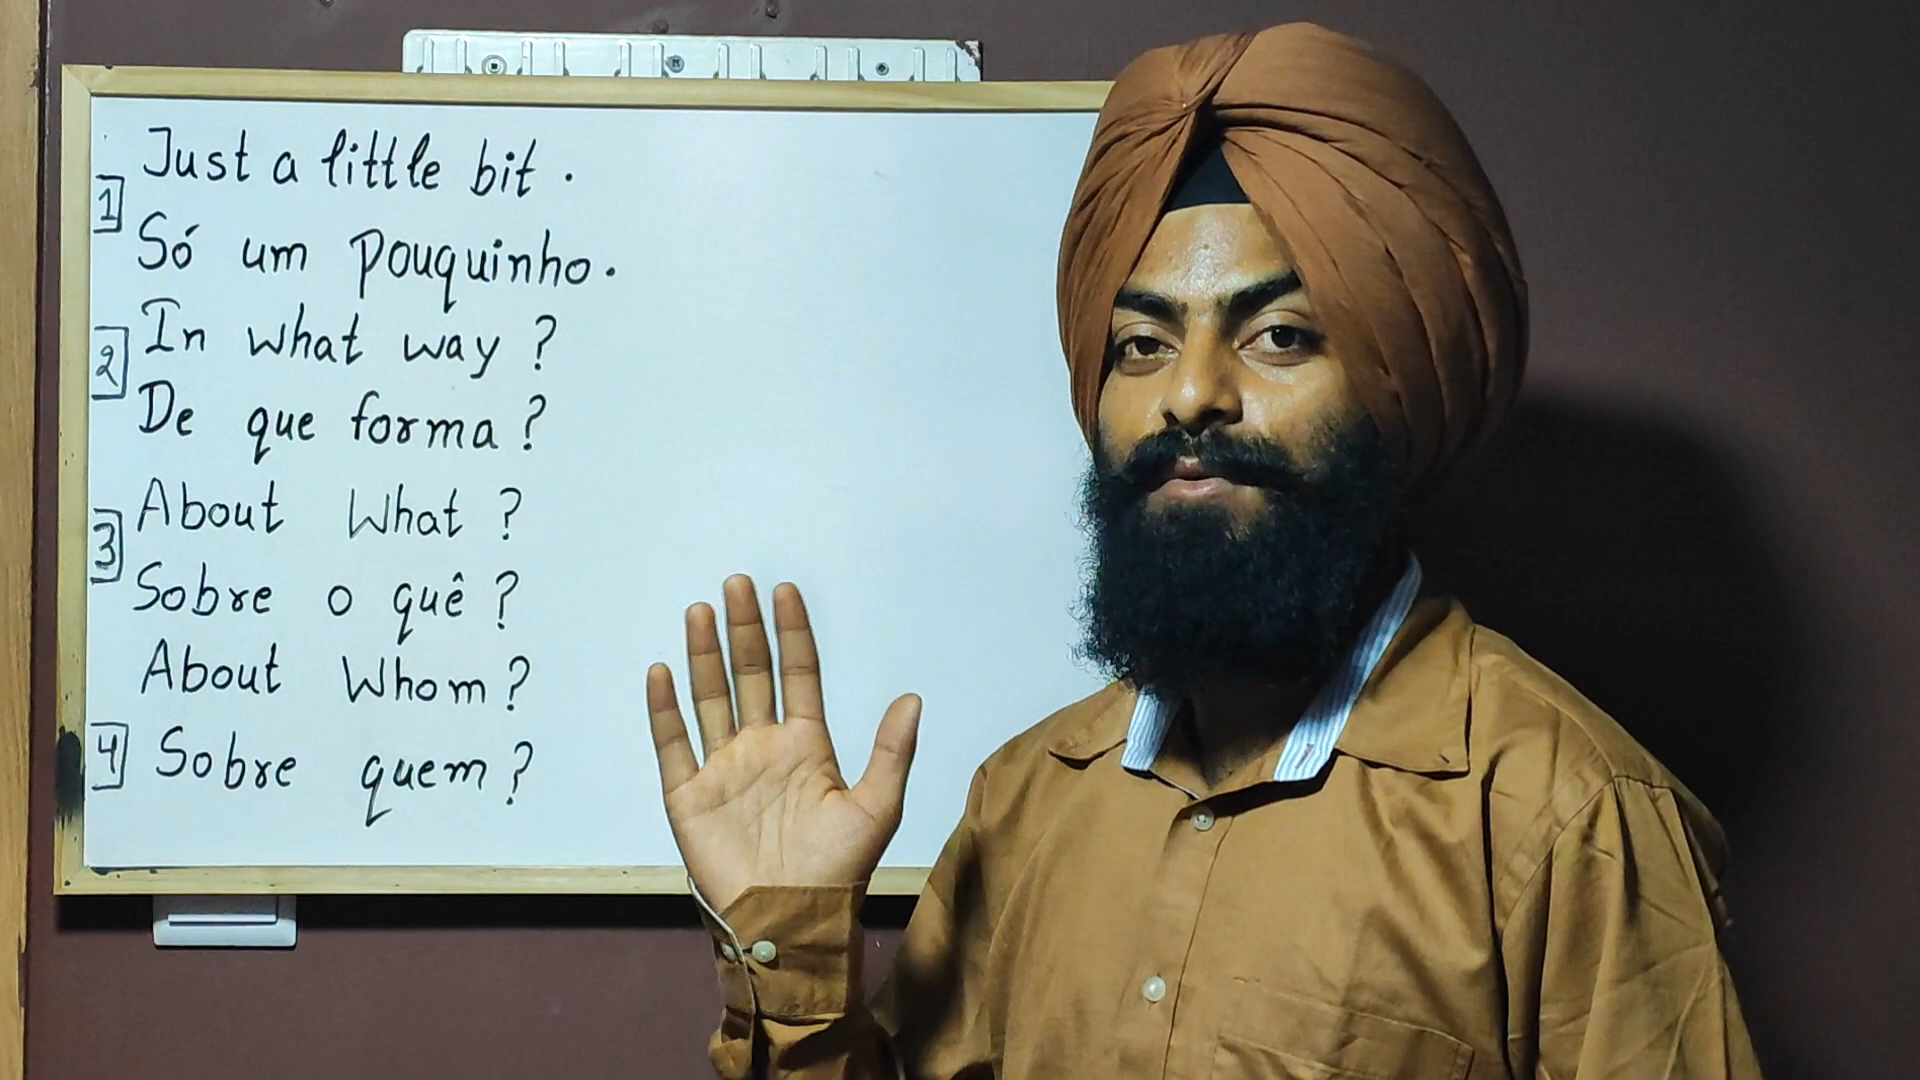 Just a little bit.
1 Só um pouquinho.
In what way?
2 De que forma?
About What?
3 Sobre o quê?
About Whom?
4 Sobre quem?